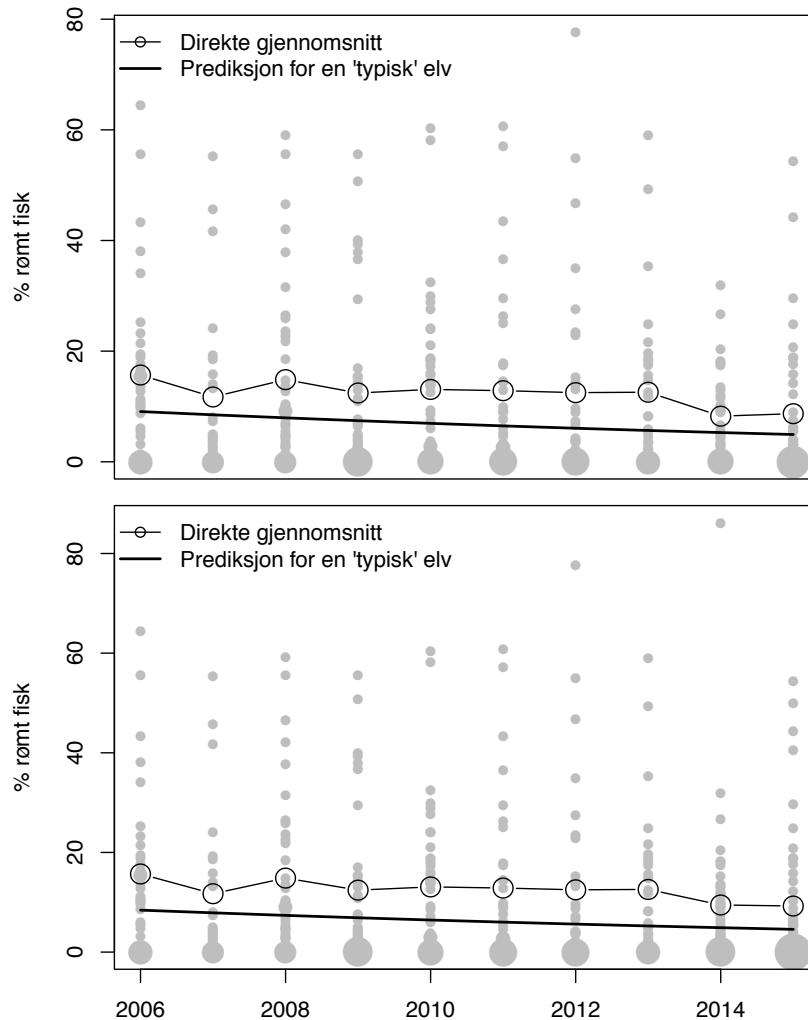 80
60
40
20
0
% rømt fisk
Direkte gjennomsnitt
Prediksjon for en 'typisk' elv
80
60
40
20
0
% rømt fisk
Direkte gjennomsnitt
Prediksjon for en 'typisk' elv
2006 2008 2010 2012 2014